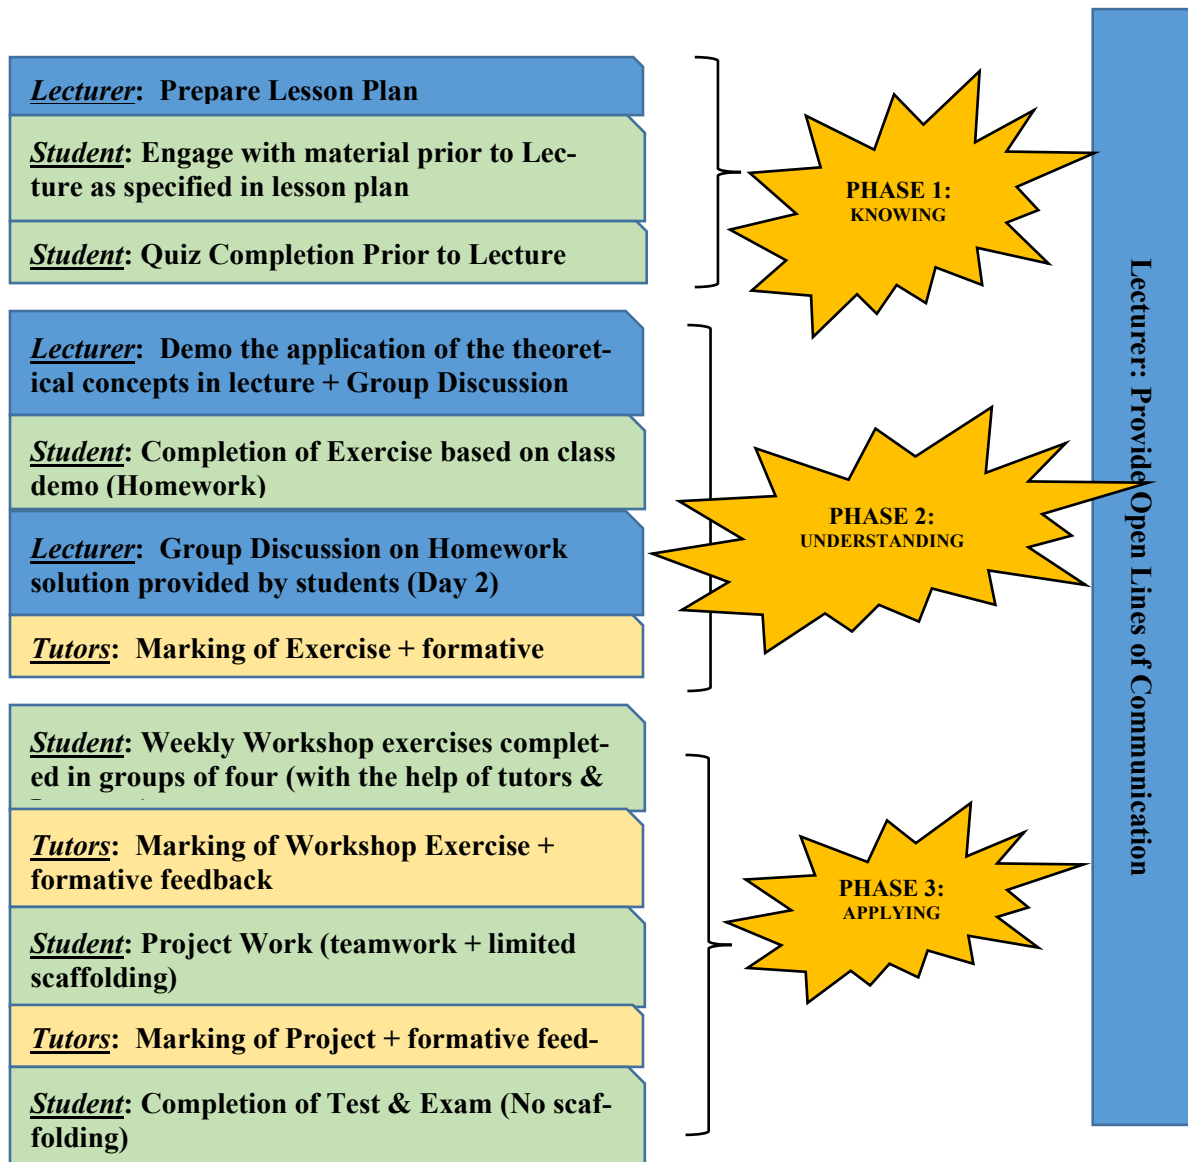 Lecturer: Prepare Lesson Plan
Student: Engage with material prior to Lec-
ture as specified in lesson plan
Student: Quiz Completion Prior to Lecture
PHASE 1:
KNOWING
Lecturer: Demo the application of the theoret-
ical concepts in lecture + Group Discussion
Student: Completion of Exercise based on class
demo (Homework)
Lecturer: Group Discussion on Homework
solution provided by students (Day 2)
Tutors: Marking of Exercise + formative
PHASE 2:
UNDERSTANDING
Student: Weekly Workshop exercises complet-
ed in groups of four (with the help of tutors &
Tutors: Marking of Workshop Exercise +
formative feedback
Student: Project Work (teamwork + limited
scaffolding)
Tutors: Marking of Project + formative feed-
Student: Completion of Test & Exam (No scaf-
folding)
PHASE 3:
APPLYING
Lecturer: Provide Open Lines of Communication